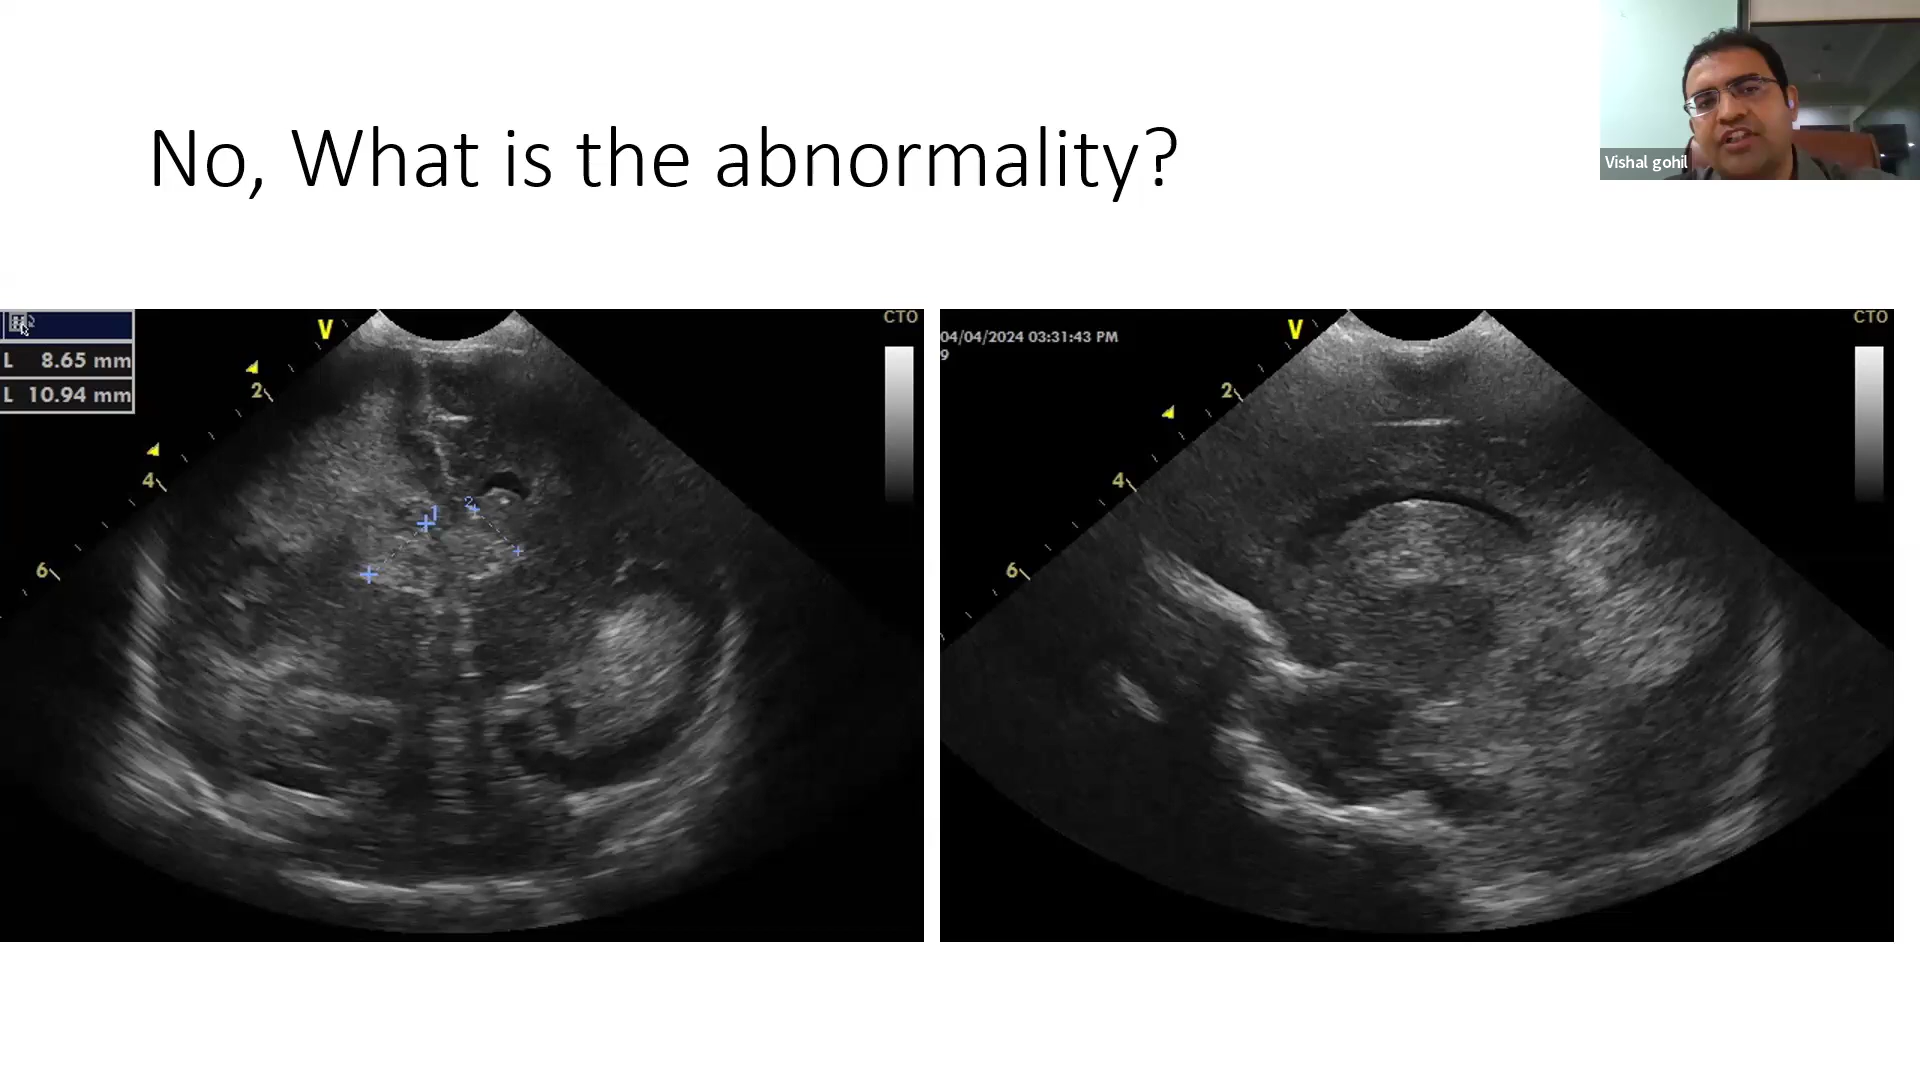 No, What is the abnormality?
Vishal gohil
V
CTO
L 8.65 mm
L 10.94 mm
2
4
6
1
2
04/04/2024 03:31:43 PM
9
V
CTO
2
4
6